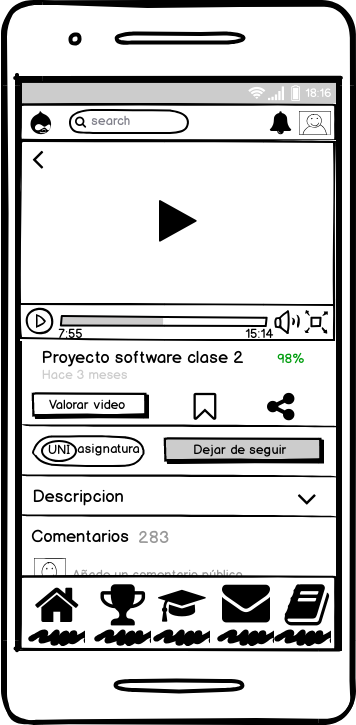 18:16
search
7:55 15:14
Proyecto software clase 2 98%
Hace 3 meses
Valorar video
UNI asignatura Dejar de seguir
Descripcion
Comentarios 283
Añade un comentario público